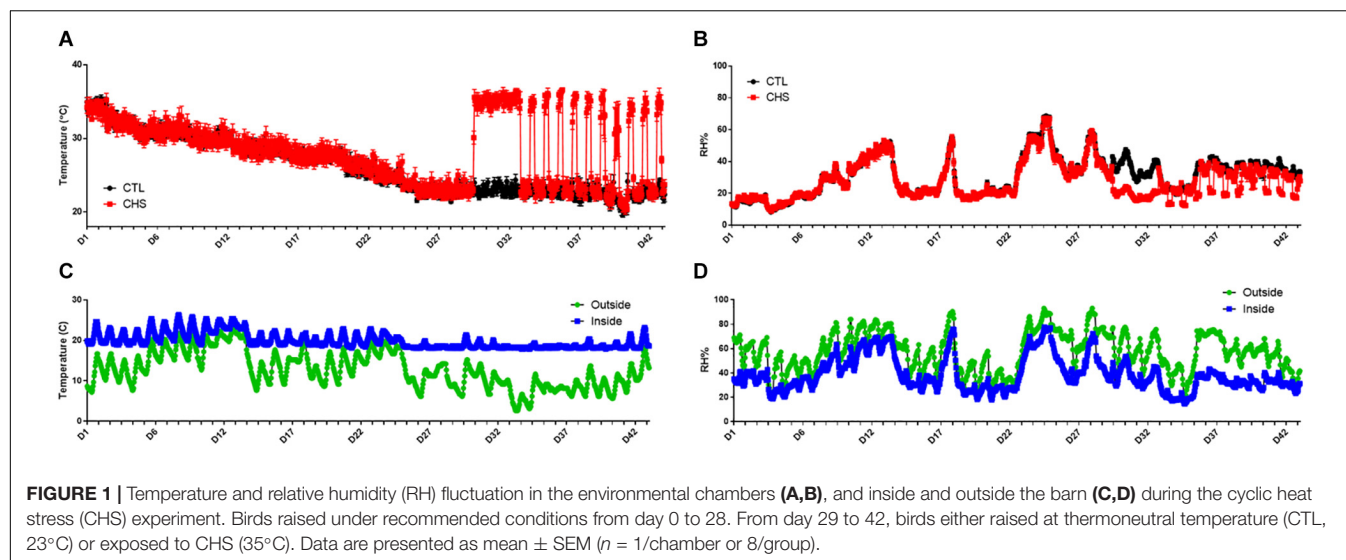 A
40
30
20
Temperature (°C)
CTL
CHS
D1
D6
D12
D17
D22
D27
D32
D37
D42
B
100
80
60
40
20
0
RH%
CTL
CHS
D1
D6
D12
D17
D22
D27
D32
D37
D42
C
30
20
10
0
Temperature (C)
Outside
Inside
D1
D6
D12
D17
D22
D27
D32
D37
D42
D
100
80
60
40
20
0
RH%
Outside
Inside
D1
D6
D12
D17
D22
D27
D32
D37
D42
FIGURE 1 | Temperature and relative humidity (RH) fluctuation in the environmental chambers (A,B), and inside and outside the barn (C,D) during the cyclic heat
stress (CHS) experiment. Birds raised under recommended conditions from day 0 to 28. From day 29 to 42, birds either raised at thermoneutral temperature (CTL,
23°C) or exposed to CHS (35°C). Data are presented as mean ± SEM (n = 1/chamber or 8/group).